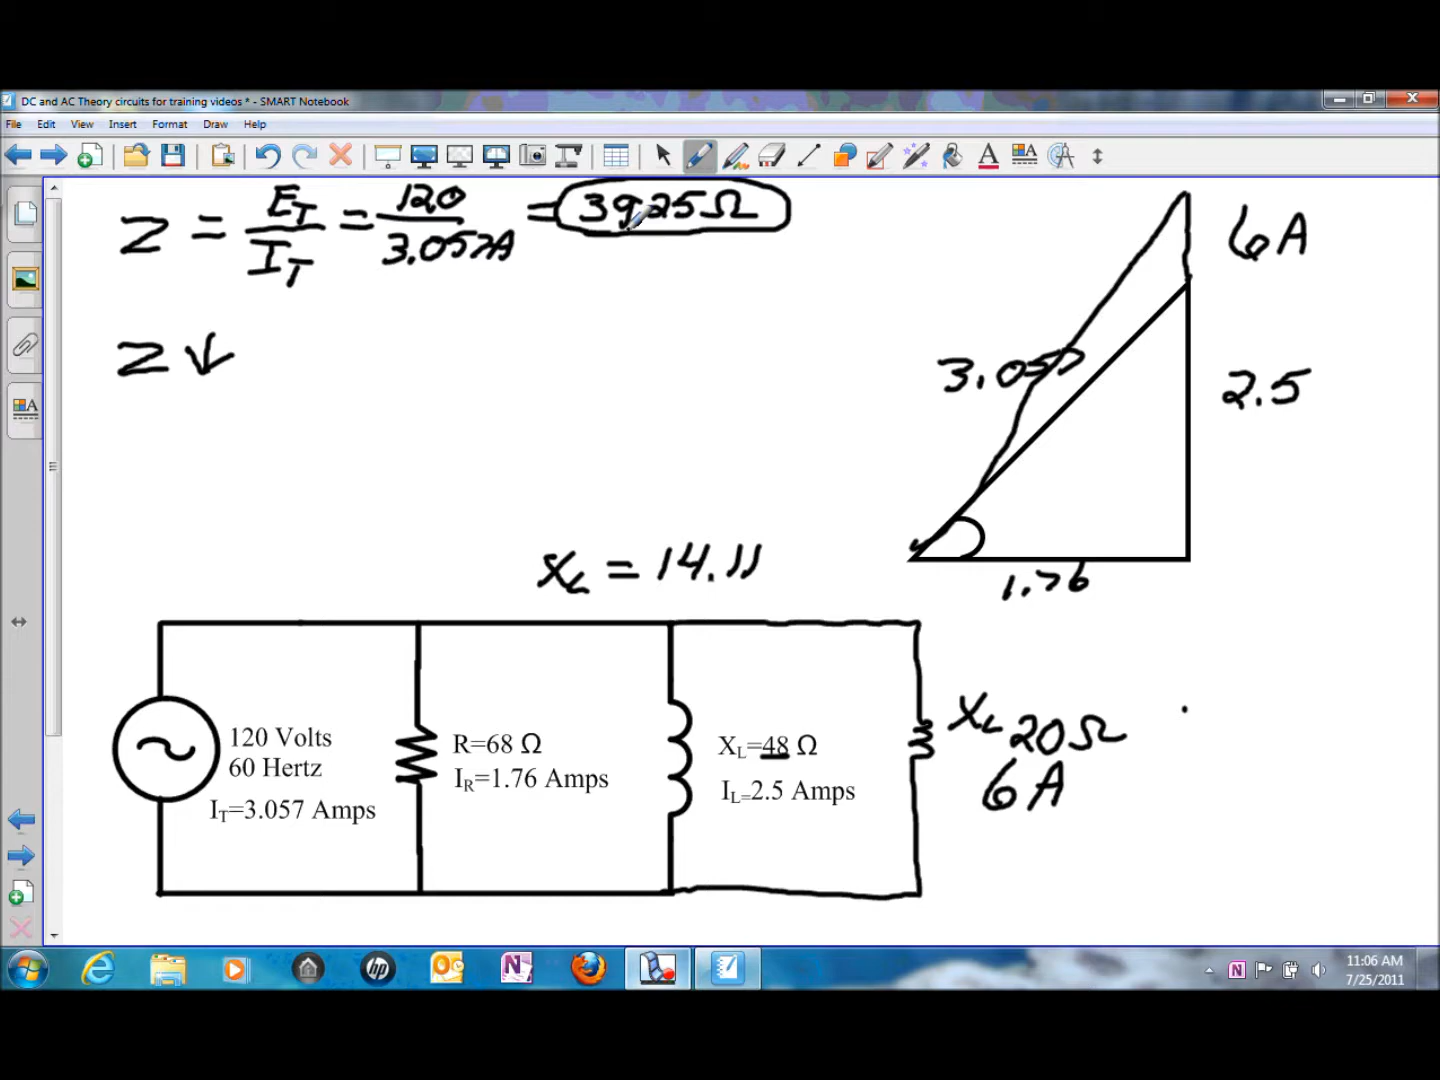 DC and AC Theory circuits for training videos * - SMART Notebook
File Edit View Insert Format Draw Help
Z = ET/IT = 120/3.057A = 39.25Ω
6A
Z↓
3.057
2.5
1.76
XL = 14.11
120 Volts
60 Hertz
IT=3.057 Amps
R=68 Ω
IR=1.76 Amps
XL=48 Ω
IL=2.5 Amps
XL 20Ω
6A
11:06 AM
7/25/2011